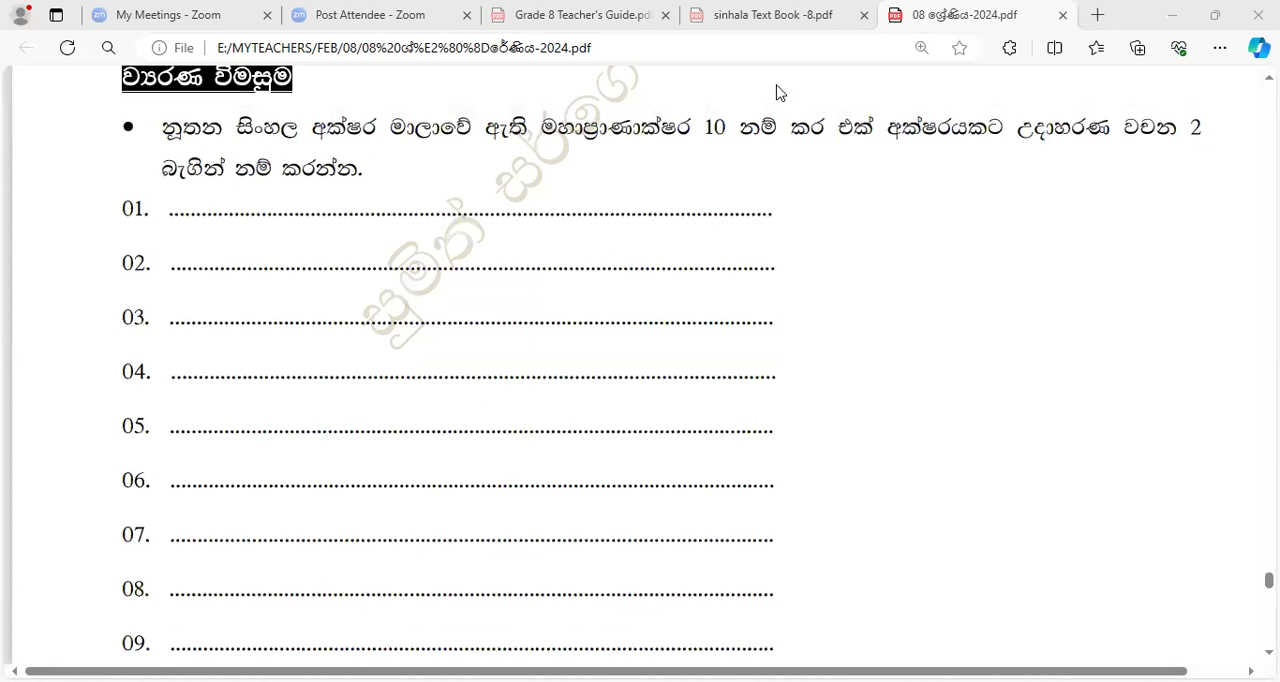 My Meetings - Zoom
Post Attendee - Zoom
Grade 8 Teacher's Guide.pdf
sinhala Text Book -8.pdf
08 ශ්‍රේණිය-2024.pdf
File
E:/MYTEACHERS/FEB/08/08%20ශ්%E2%80%8Dරේණිය-2024.pdf
ව්‍යරණ විමසුම
• නූතන සිංහල අක්ෂර මාලාවේ ඇති මහාප්‍රාණාක්ෂර 10 නම් කර එක් අක්ෂරයකට උදාහරණ වචන 2
බැගින් නම් කරන්න.
01. ....................................................................................................................
02. ....................................................................................................................
03. ....................................................................................................................
04. ....................................................................................................................
05. ....................................................................................................................
06. ....................................................................................................................
07. ....................................................................................................................
08. ....................................................................................................................
09. ....................................................................................................................